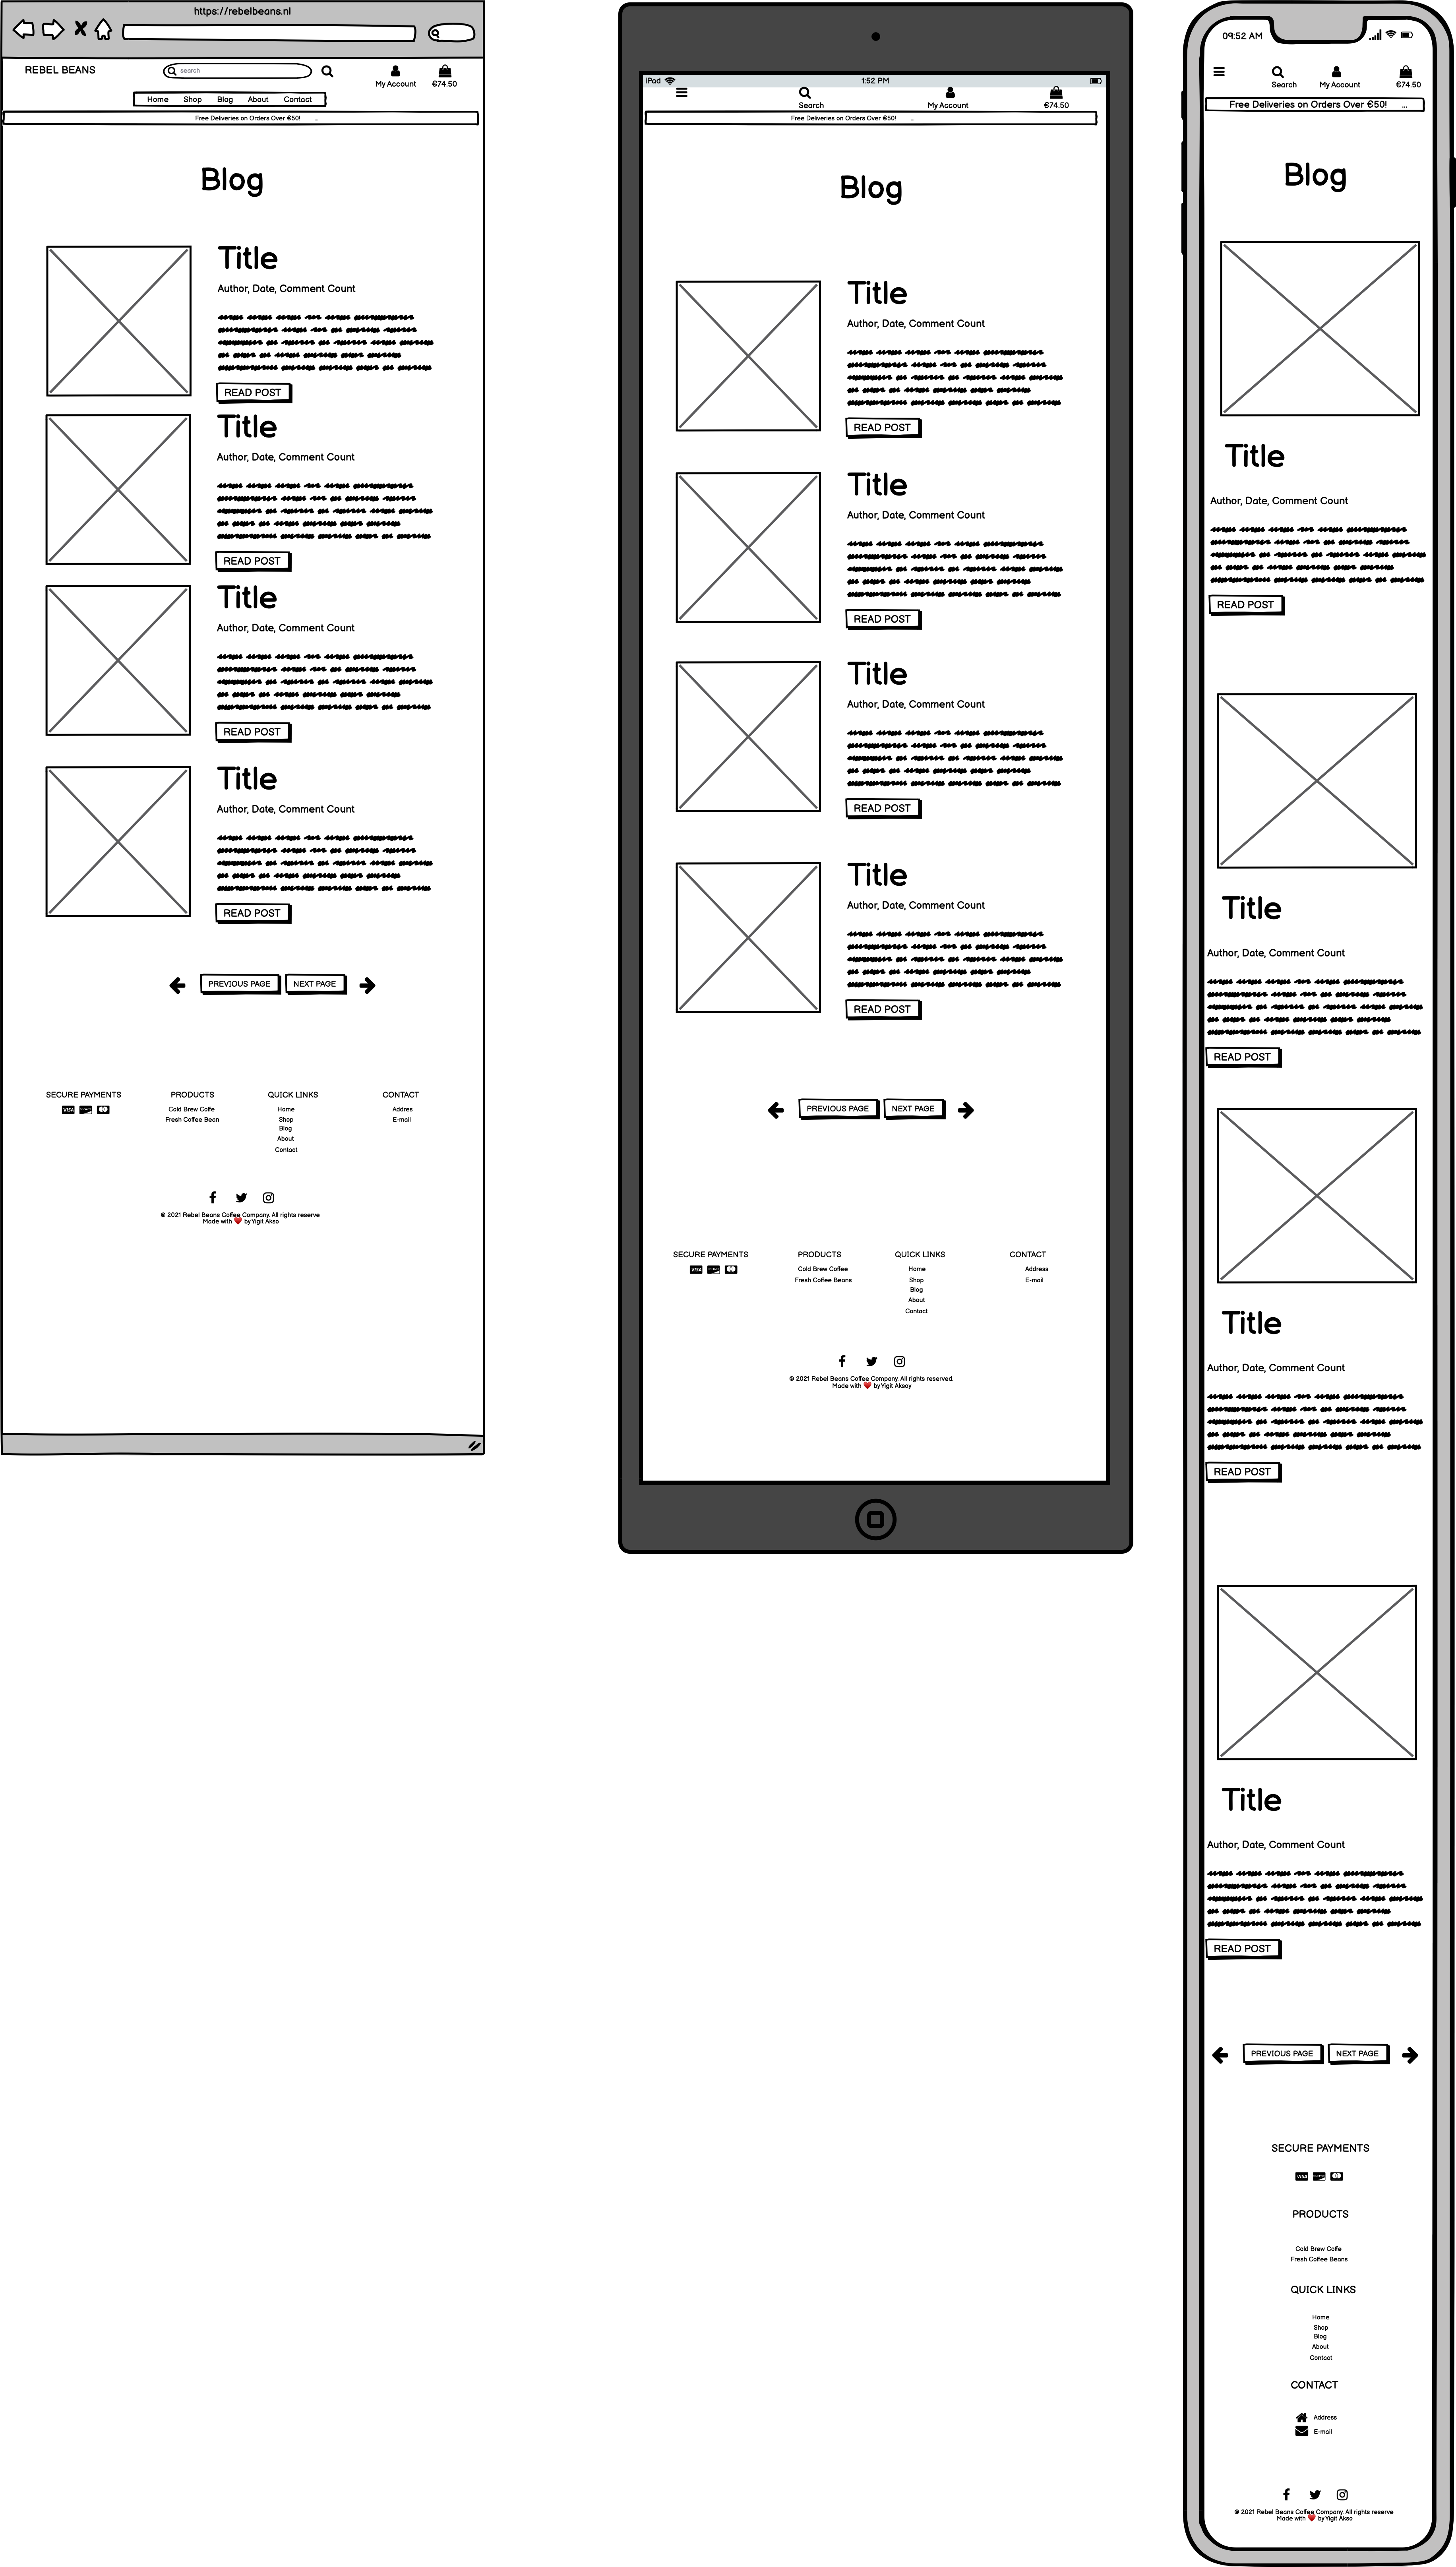 https://rebelbeans.nl
REBEL BEANS
search
My Account
€74.50
Home Shop Blog About Contact
Free Deliveries on Orders Over €50! ...
Blog
Title
Author, Date, Comment Count
READ POST
Title
Author, Date, Comment Count
READ POST
Title
Author, Date, Comment Count
READ POST
Title
Author, Date, Comment Count
READ POST
PREVIOUS PAGE NEXT PAGE
SECURE PAYMENTS PRODUCTS QUICK LINKS CONTACT
VISA Cold Brew Coffe Home Addres
Fresh Coffee Bean Shop E-mail
Blog
About
Contact
© 2021 Rebel Beans Coffee Company. All rights reserve
Made with ❤️ by Yigit Akso
iPad 1:52 PM
Search My Account €74.50
Free Deliveries on Orders Over €50! ...
Blog
Title
Author, Date, Comment Count
READ POST
Title
Author, Date, Comment Count
READ POST
Title
Author, Date, Comment Count
READ POST
Title
Author, Date, Comment Count
READ POST
PREVIOUS PAGE NEXT PAGE
SECURE PAYMENTS PRODUCTS QUICK LINKS CONTACT
VISA Cold Brew Coffee Home Address
Fresh Coffee Beans Shop E-mail
Blog
About
Contact
© 2021 Rebel Beans Coffee Company. All rights reserved.
Made with ❤️ by Yigit Aksoy
09:52 AM
Search My Account €74.50
Free Deliveries on Orders Over €50! ...
Blog
Title
Author, Date, Comment Count
READ POST
Title
Author, Date, Comment Count
READ POST
Title
Author, Date, Comment Count
READ POST
Title
Author, Date, Comment Count
READ POST
PREVIOUS PAGE NEXT PAGE
SECURE PAYMENTS
VISA
PRODUCTS
Cold Brew Coffe
Fresh Coffee Beans
QUICK LINKS
Home
Shop
Blog
About
Contact
CONTACT
Address
E-mail
© 2021 Rebel Beans Coffee Company. All rights reserve
Made with ❤️ by Yigit Akso